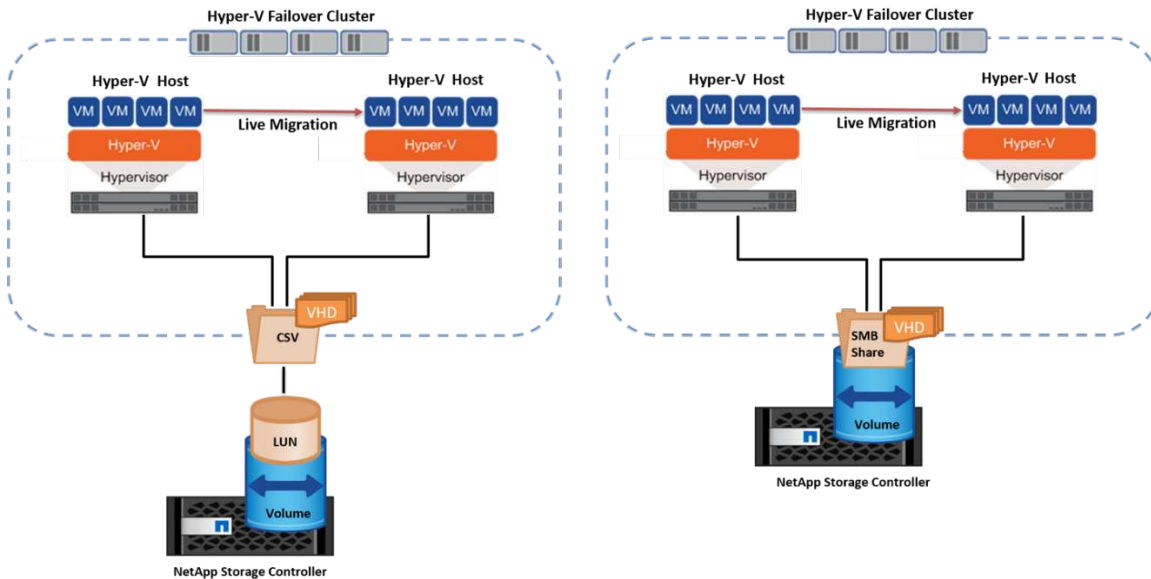 Hyper-V Failover Cluster
Hyper-V Host
Hyper-V Host
VM VM VM VM
VM VM VM VM
Live Migration
Hyper-V
Hyper-V
Hypervisor
Hypervisor
VHD
CSV
LUN
Volume
NetApp Storage Controller
Hyper-V Failover Cluster
Hyper-V Host
Hyper-V Host
VM VM VM VM
VM VM VM VM
Live Migration
Hyper-V
Hyper-V
Hypervisor
Hypervisor
SMB
Share
VHD
Volume
NetApp Storage Controller